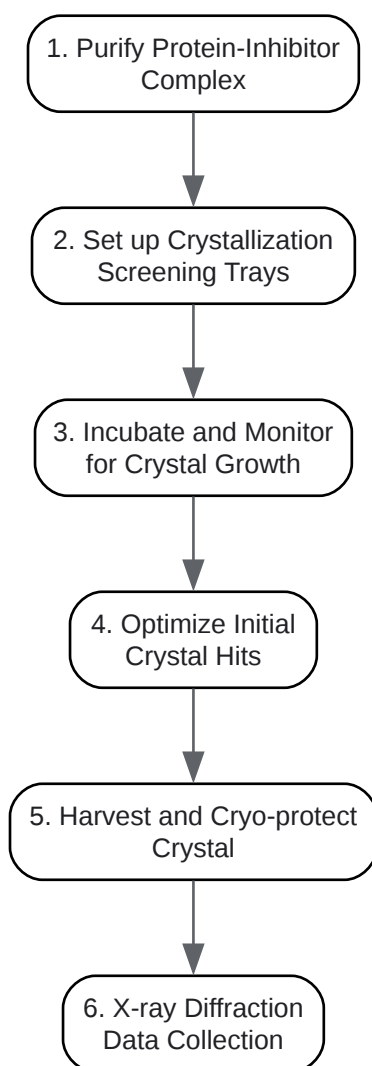 1. Purify Protein-Inhibitor
Complex
2. Set up Crystallization
Screening Trays
3. Incubate and Monitor
for Crystal Growth
4. Optimize Initial
Crystal Hits
5. Harvest and Cryo-protect
Crystal
6. X-ray Diffraction
Data Collection